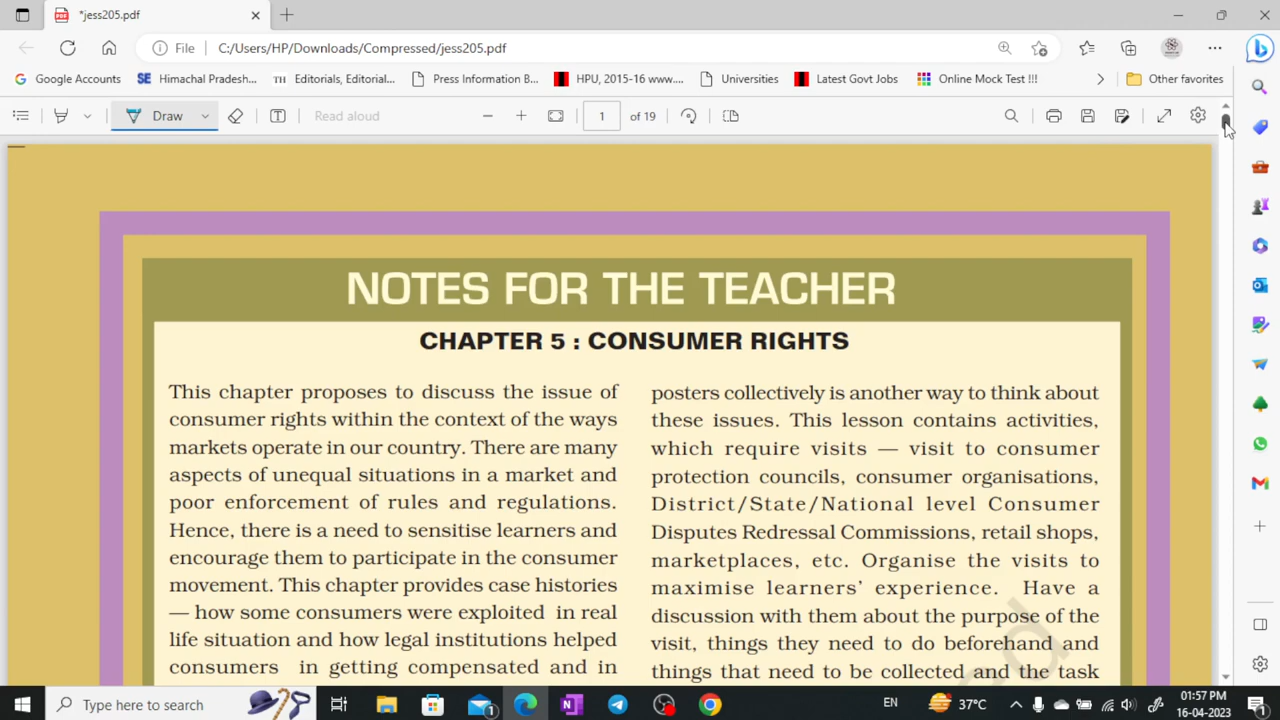 *jess205.pdf
File C:/Users/HP/Downloads/Compressed/jess205.pdf
Google Accounts
Himachal Pradesh...
Editorials, Editorial...
Press Information B...
HPU, 2015-16 www....
Universities
Latest Govt Jobs
Online Mock Test !!!
Other favorites
Draw
Read aloud
1 of 19
NOTES FOR THE TEACHER
CHAPTER 5 : CONSUMER RIGHTS
This chapter proposes to discuss the issue of
consumer rights within the context of the ways
markets operate in our country. There are many
aspects of unequal situations in a market and
poor enforcement of rules and regulations.
Hence, there is a need to sensitise learners and
encourage them to participate in the consumer
movement. This chapter provides case histories
— how some consumers were exploited in real
life situation and how legal institutions helped
consumers in getting compensated and in
posters collectively is another way to think about
these issues. This lesson contains activities,
which require visits — visit to consumer
protection councils, consumer organisations,
District/State/National level Consumer
Disputes Redressal Commissions, retail shops,
marketplaces, etc. Organise the visits to
maximise learners’ experience. Have a
discussion with them about the purpose of the
visit, things they need to do beforehand and
things that need to be collected and the task
Type here to search
EN
37°C
01:57 PM
16-04-2023